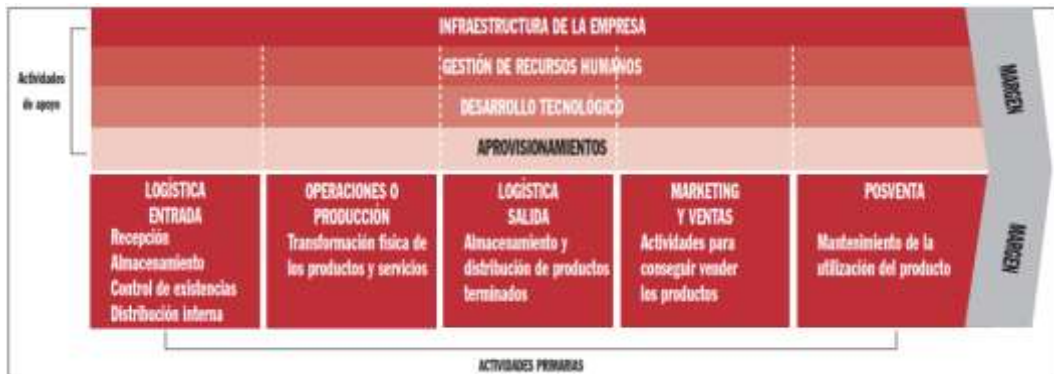 INFRAESTRUCTURA DE LA EMPRESA
GESTIÓN DE RECURSOS HUMANOS
DESARROLLO TECNOLÓGICO
APROVISIONAMIENTOS
Actividades
de apoyo
MARGEN
LOGÍSTICA
ENTRADA
Recepción
Almacenamiento
Control de existencias
Distribución interna
OPERACIONES O
PRODUCCIÓN
Transformación física de
los productos y servicios
LOGÍSTICA
SALIDA
Almacenamiento y
distribución de productos
terminados
MARKETING
Y VENTAS
Actividades para
conseguir vender
los productos
POSVENTA
Mantenimiento de la
utilización del producto
MARGEN
ACTIVIDADES PRIMARIAS